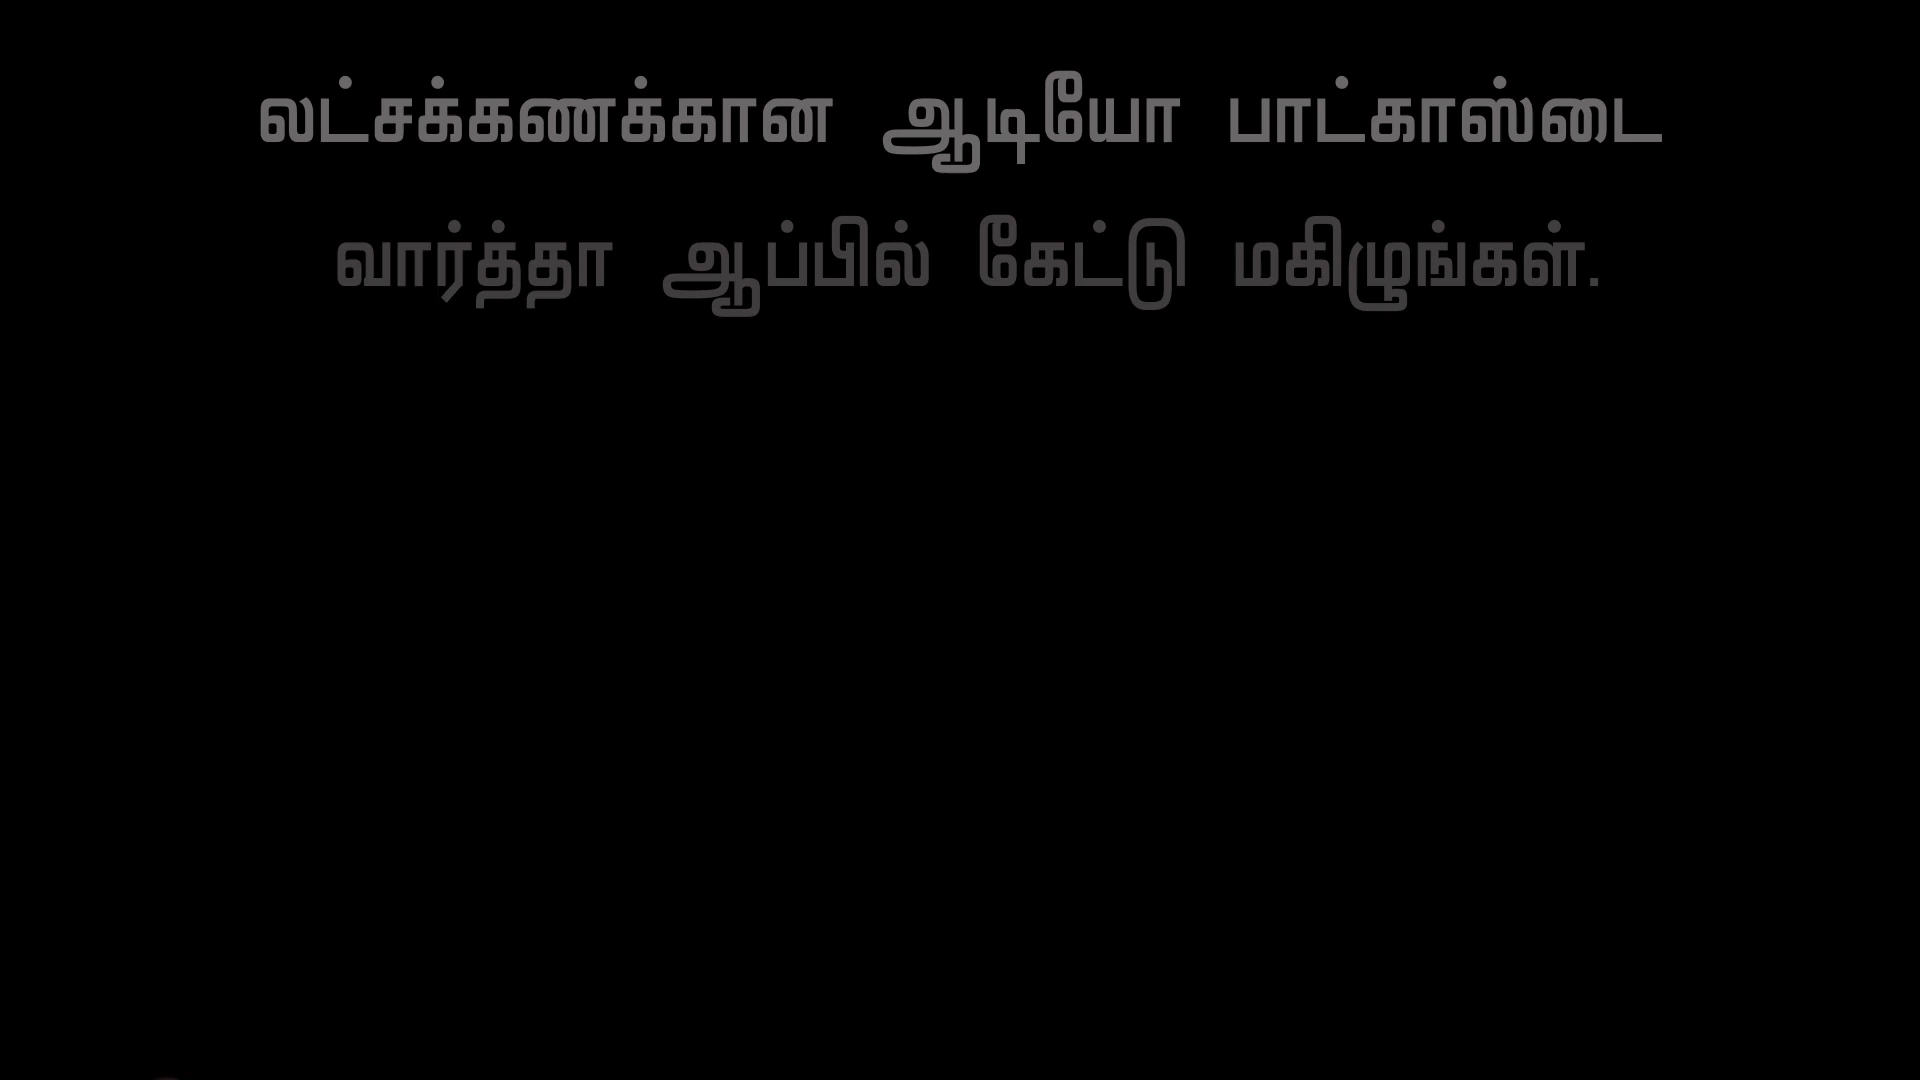 லட்சக்கணக்கான ஆடியோ பாட்காஸ்டை
வார்த்தா ஆப்பில் கேட்டு மகிழுங்கள்.